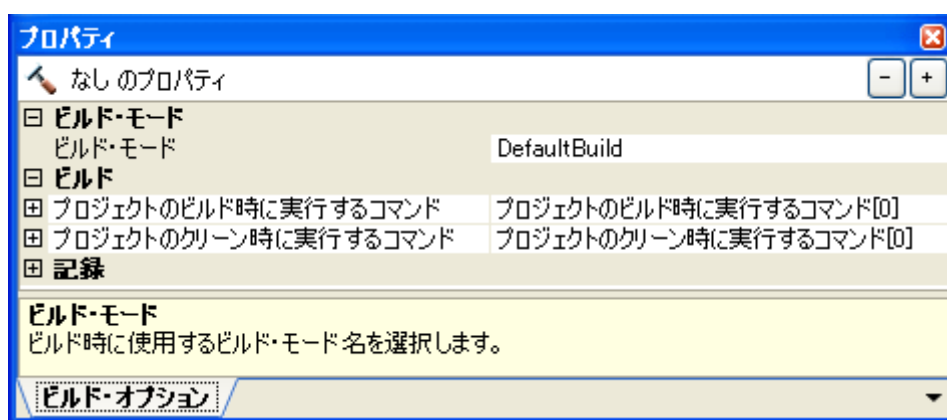 プロパティ
なし のプロパティ
ビルド・モード
ビルド・モード DefaultBuild
ビルド
プロジェクトのビルド時に実行するコマンド プロジェクトのビルド時に実行するコマンド[0]
プロジェクトのクリーン時に実行するコマンド プロジェクトのクリーン時に実行するコマンド[0]
記録
ビルド・モード
ビルド時に使用するビルド・モード名を選択します。
ビルド・オプション